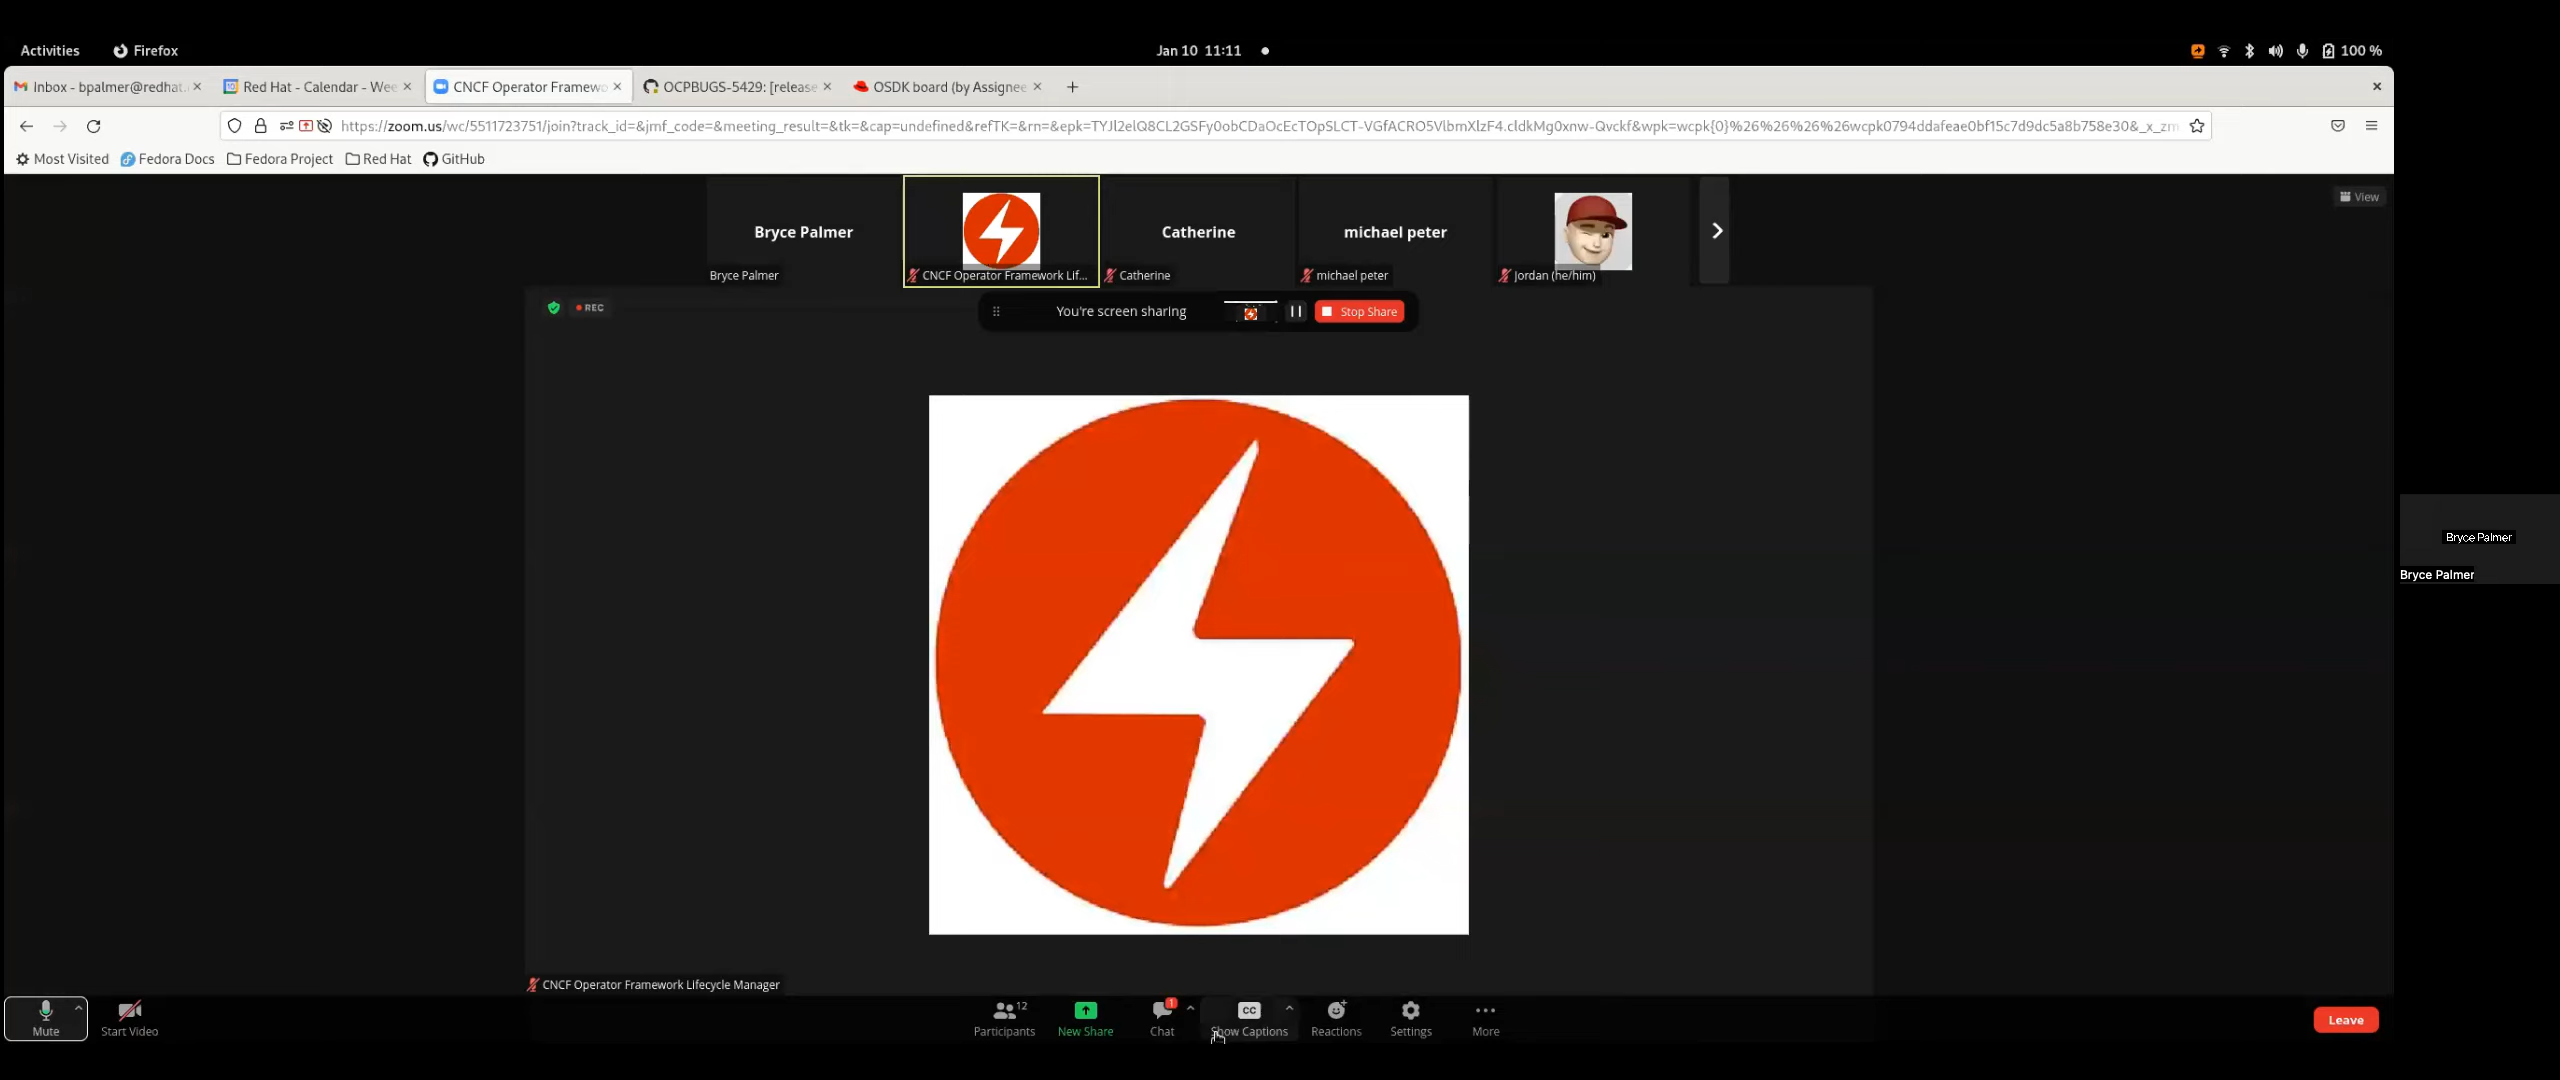 Activities Firefox Jan 10 11:11 100 %
Inbox - bpalmer@redhat. Red Hat - Calendar - Wee CNCF Operator Framewo OCPBUGS-5429: [release OSDK board (by Assignee
https://zoom.us/wc/5511723751/join?track_id=&jmf_code=&meeting_result=&tk=&cap=undefined&refTK=&rn=&epk=TYJl2elQ8CL2GSFy0obCDaOcEcTOpSLCT-VGfACRO5VlbmXlzF4.cldkMg0xnw-Qvckf&wpk=wcpk{0}%26%26%26%26wcpk0794ddafeae0bf15c7d9dc5a8b758e30&_x_zm
Most Visited Fedora Docs Fedora Project Red Hat GitHub
View
Bryce Palmer Catherine michael peter
Bryce Palmer CNCF Operator Framework Lif... Catherine michael peter Jordan (he/him)
REC You're screen sharing Stop Share
Bryce Palmer
Bryce Palmer
CNCF Operator Framework Lifecycle Manager
12 1 CC
Mute Start Video Participants New Share Chat Show Captions Reactions Settings More Leave